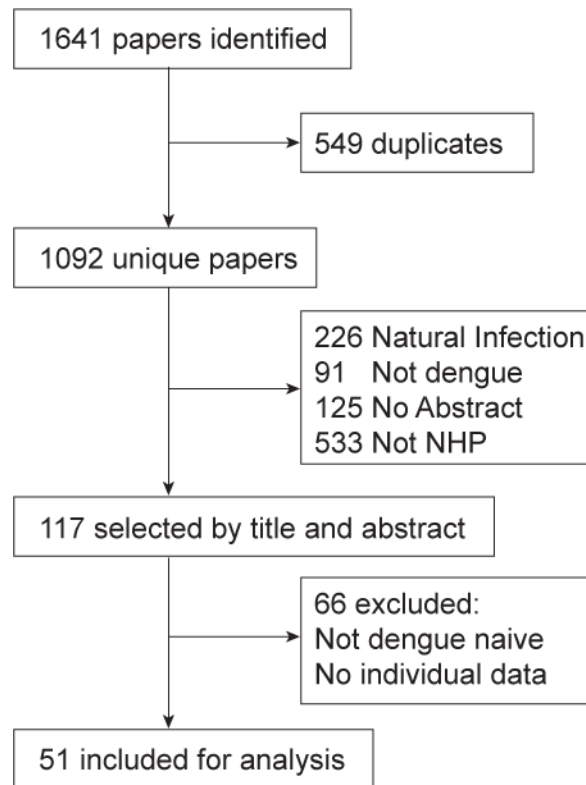 1641 papers identified
549 duplicates
1092 unique papers
226 Natural Infection
91 Not dengue
125 No Abstract
533 Not NHP
117 selected by title and abstract
66 excluded:
Not dengue naive
No individual data
51 included for analysis